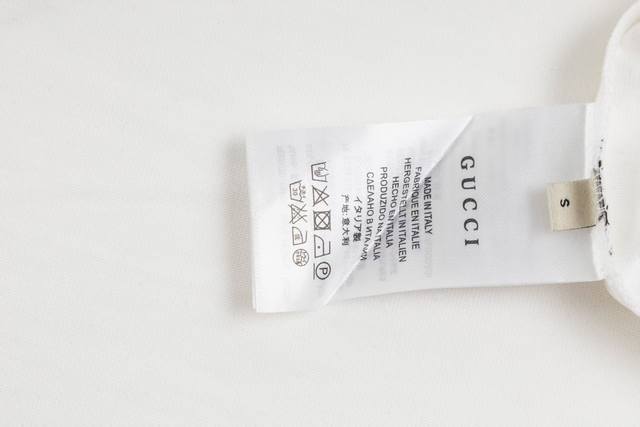 GUCCI
S
MADE IN ITALY
FABRIQUE EN ITALIE
HERGESTELLT IN ITALIEN
HECHO EN ITALIA
PRODUZIDO NA ITALIA
СДЕЛАНО В ИТАЛИИ
イタリア製
产地: 意大利
P